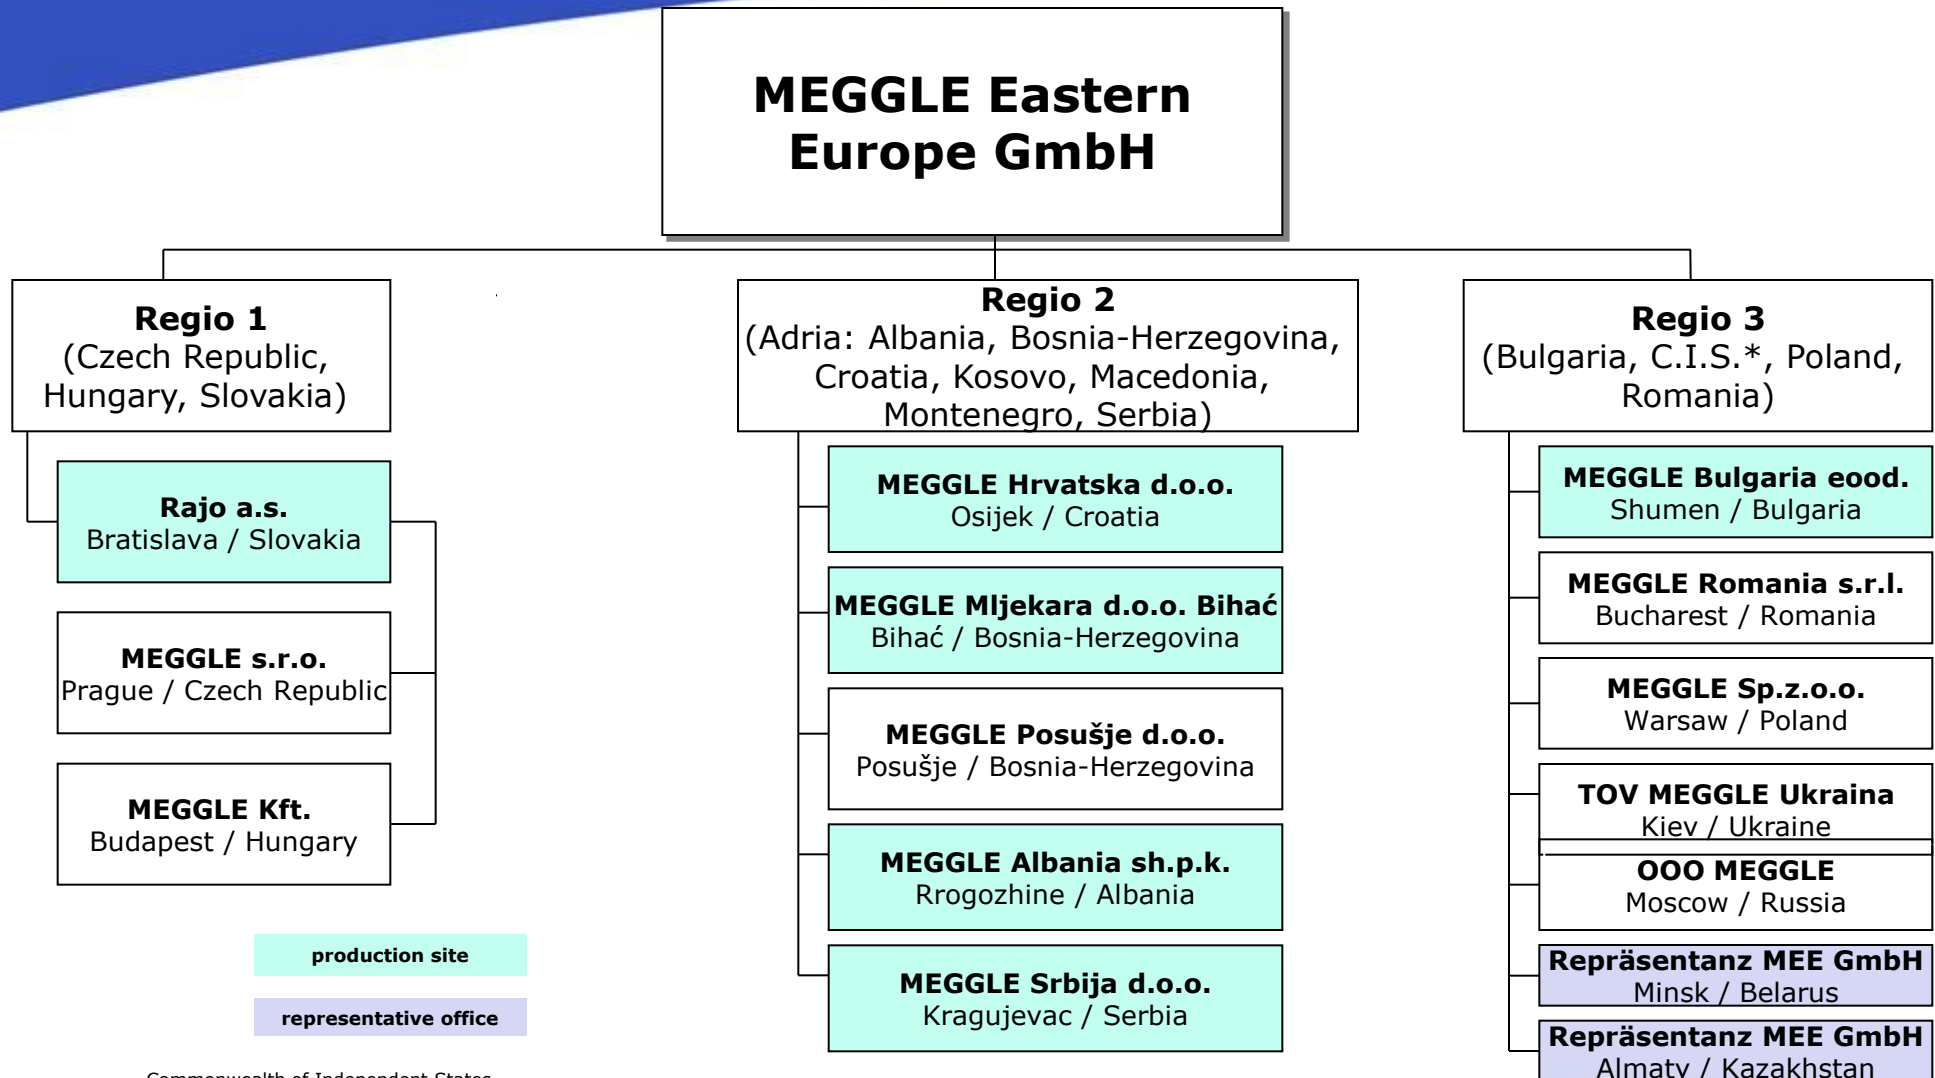 MEGGLE Eastern
Europe GmbH
Regio 1
(Czech Republic,
Hungary, Slovakia)
Rajo a.s.
Bratislava / Slovakia
MEGGLE s.r.o.
Prague / Czech Republic
MEGGLE Kft.
Budapest / Hungary
Regio 2
(Adria: Albania, Bosnia-Herzegovina,
Croatia, Kosovo, Macedonia,
Montenegro, Serbia)
MEGGLE Hrvatska d.o.o.
Osijek / Croatia
MEGGLE Mljekara d.o.o. Bihać
Bihać / Bosnia-Herzegovina
MEGGLE Posušje d.o.o.
Posušje / Bosnia-Herzegovina
MEGGLE Albania sh.p.k.
Rrogozhine / Albania
MEGGLE Srbija d.o.o.
Kragujevac / Serbia
Regio 3
(Bulgaria, C.I.S.*, Poland,
Romania)
MEGGLE Bulgaria eood.
Shumen / Bulgaria
MEGGLE Romania s.r.l.
Bucharest / Romania
MEGGLE Sp.z.o.o.
Warsaw / Poland
TOV MEGGLE Ukraina
Kiev / Ukraine
OOO MEGGLE
Moscow / Russia
Repräsentanz MEE GmbH
Minsk / Belarus
Repräsentanz MEE GmbH
Almaty / Kazakhstan
production site
representative office
Commonwealth of Independent States